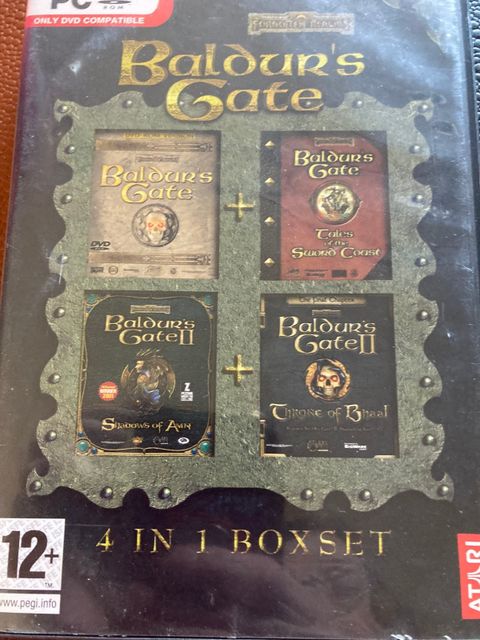 PC
ROM
ONLY DVD COMPATIBLE
FORGOTTEN REALMS
Baldur's
Gate
Baldur's
Gate
DVD
+
Baldur's
Gate
Tales
of the
Sword Coast
Baldur's
Gate II
Shadows of Amn
+
The Final Chapter
Baldur's
Gate II
Throne of Bhaal
4 IN 1 BOXSET
12+
www.pegi.info
ATARI